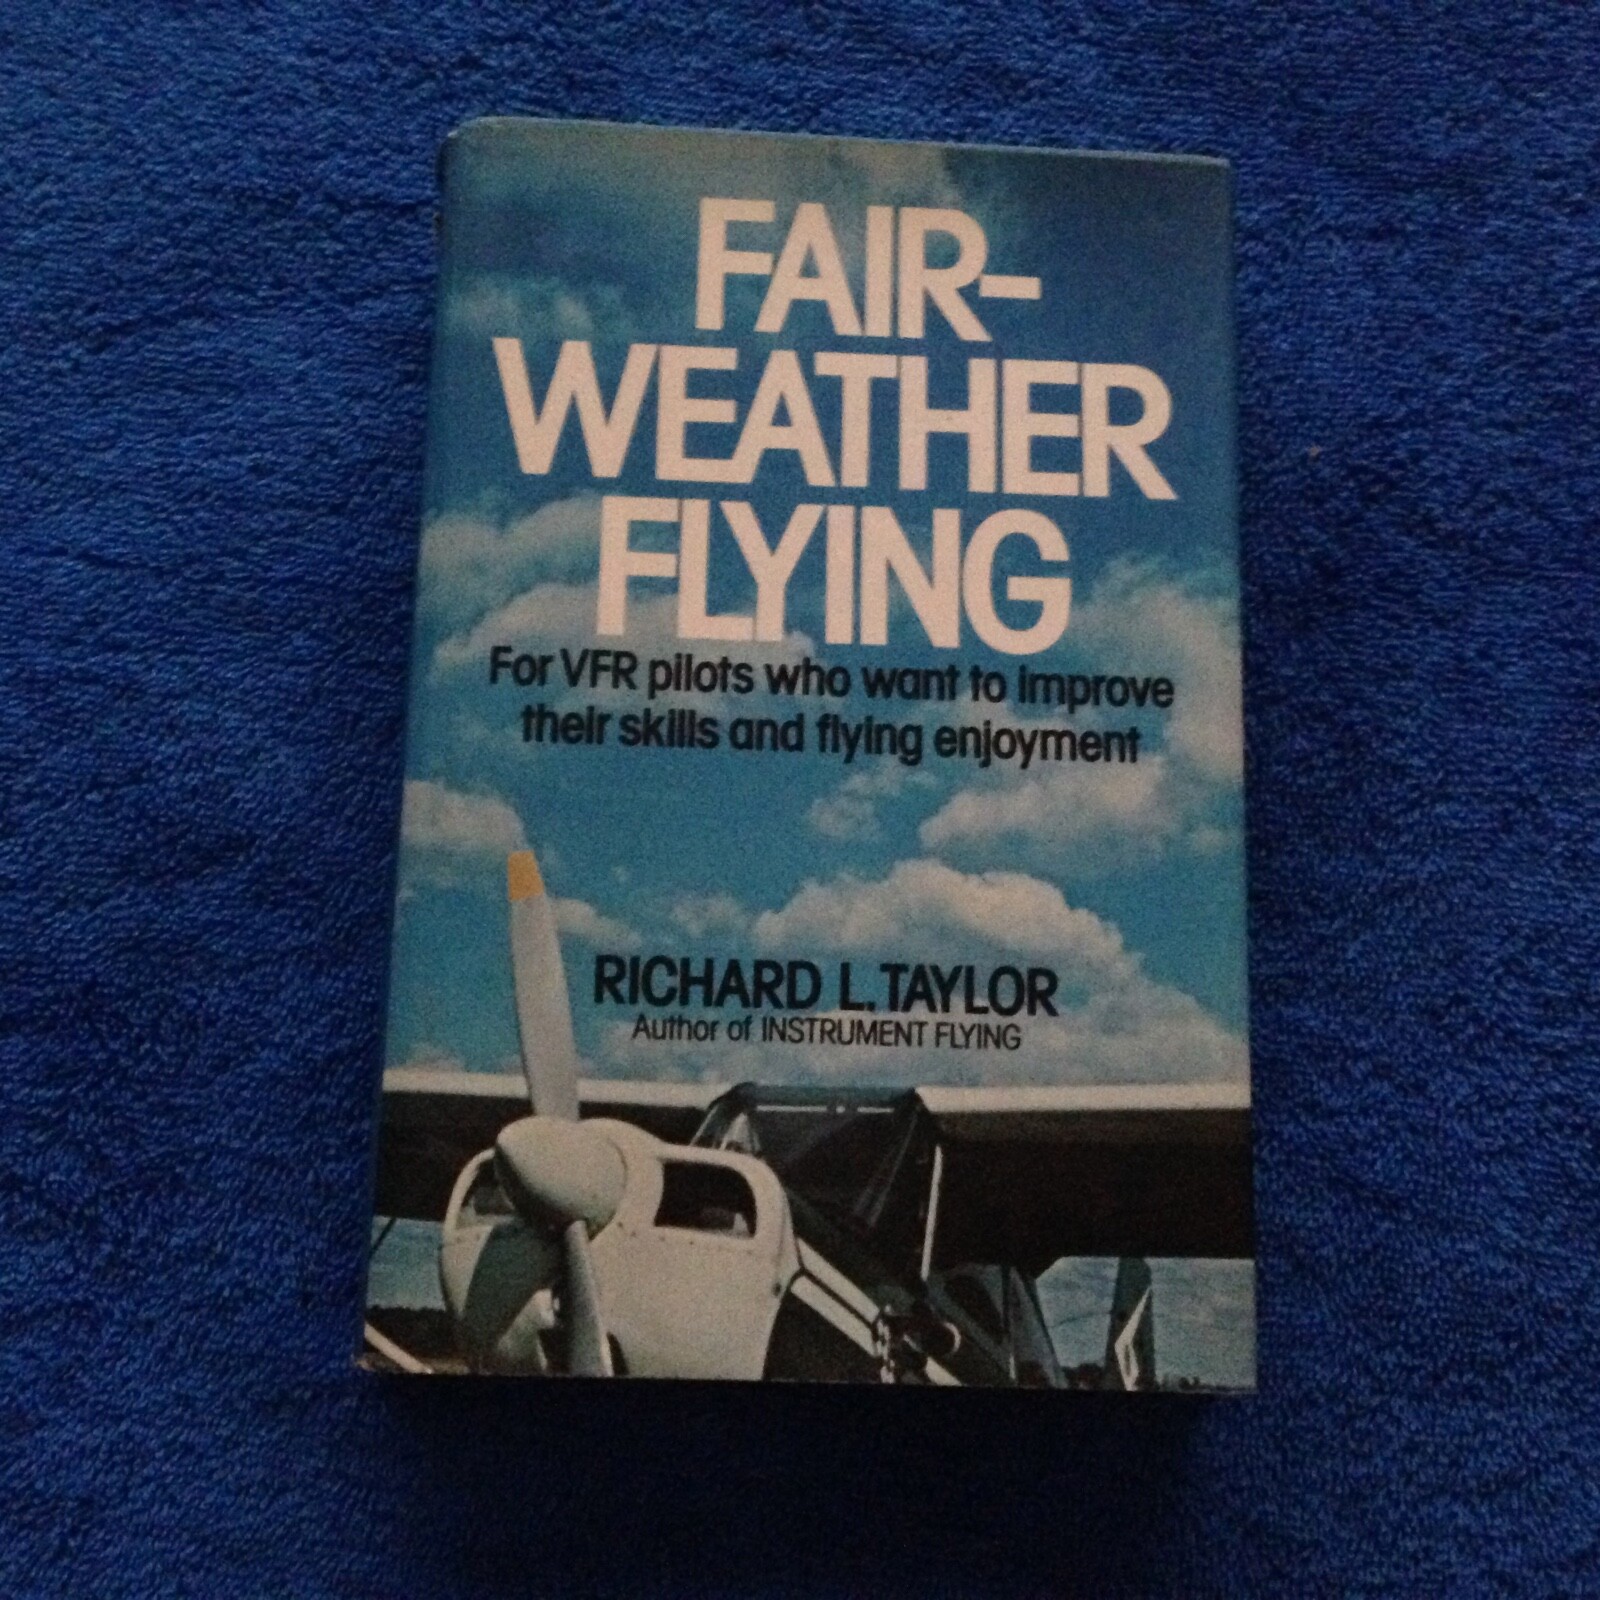 FAIR-
WEATHER
FLYING
For VFR pilots who want to improve
their skills and flying enjoyment
RICHARD L. TAYLOR
Author of INSTRUMENT FLYING